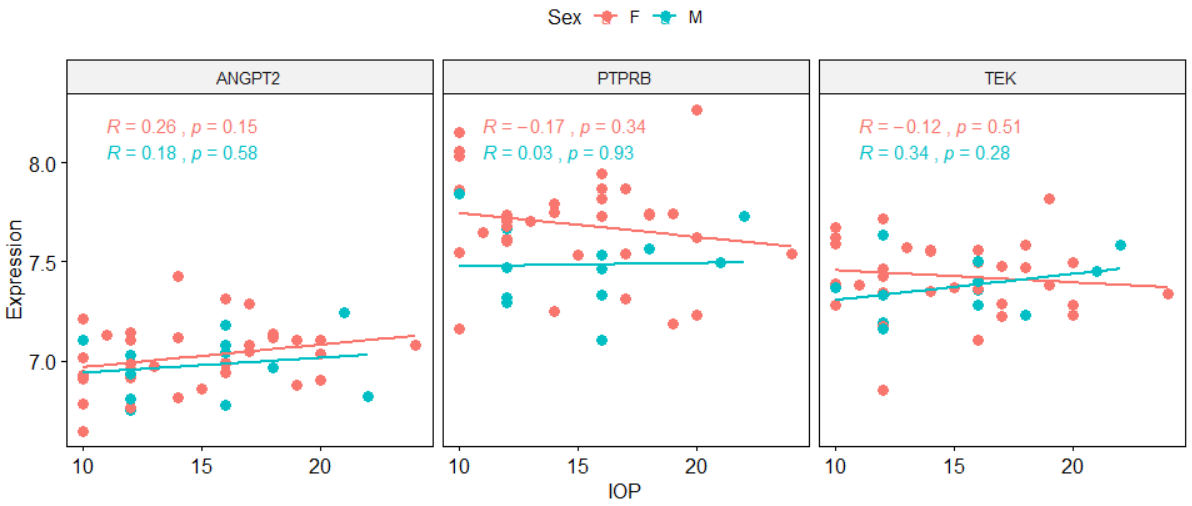 Sex F M
ANGPT2 PTPRB TEK
R = 0.26 , p = 0.15
R = 0.18 , p = 0.58
R = −0.17 , p = 0.34
R = 0.03 , p = 0.93
R = −0.12 , p = 0.51
R = 0.34 , p = 0.28
Expression
8.0
7.5
7.0
10 15 20 10 15 20 10 15 20
IOP